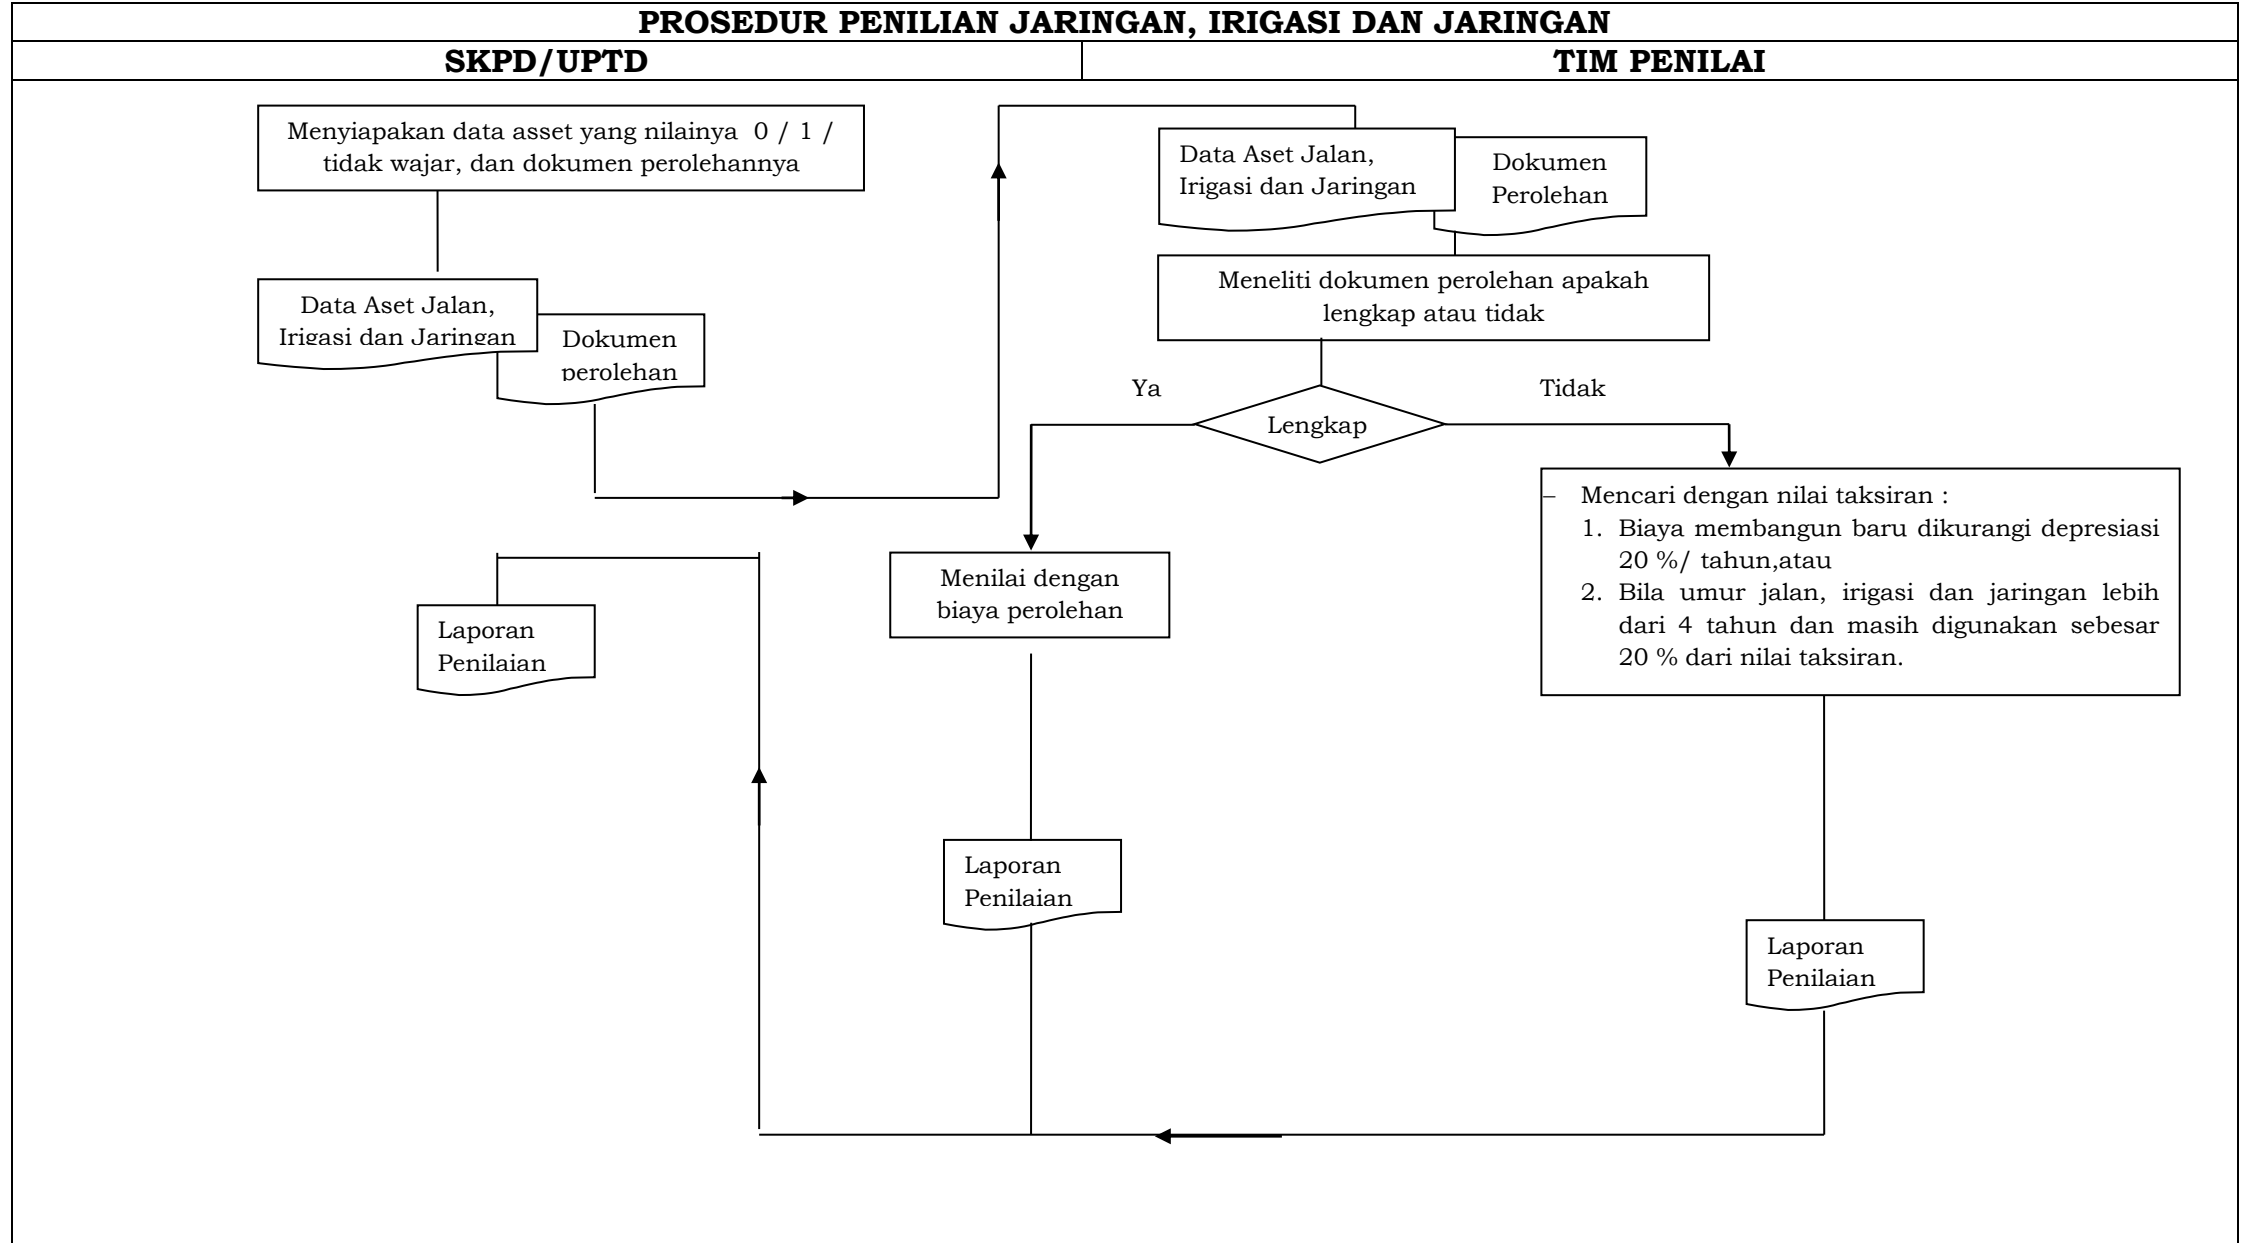 PROSEDUR PENILIAN JARINGAN, IRIGASI DAN JARINGAN
SKPD/UPTD
TIM PENILAI
Menyiapakan data asset yang nilainya 0 / 1 /
tidak wajar, dan dokumen perolehannya
Data Aset Jalan,
Irigasi dan Jaringan
Dokumen
perolehan
Data Aset Jalan,
Irigasi dan Jaringan
Dokumen
Perolehan
Meneliti dokumen perolehan apakah
lengkap atau tidak
Ya
Tidak
Lengkap
Menilai dengan
biaya perolehan
– Mencari dengan nilai taksiran :
1. Biaya membangun baru dikurangi depresiasi
20 %/ tahun,atau
2. Bila umur jalan, irigasi dan jaringan lebih
dari 4 tahun dan masih digunakan sebesar
20 % dari nilai taksiran.
Laporan
Penilaian
Laporan
Penilaian
Laporan
Penilaian